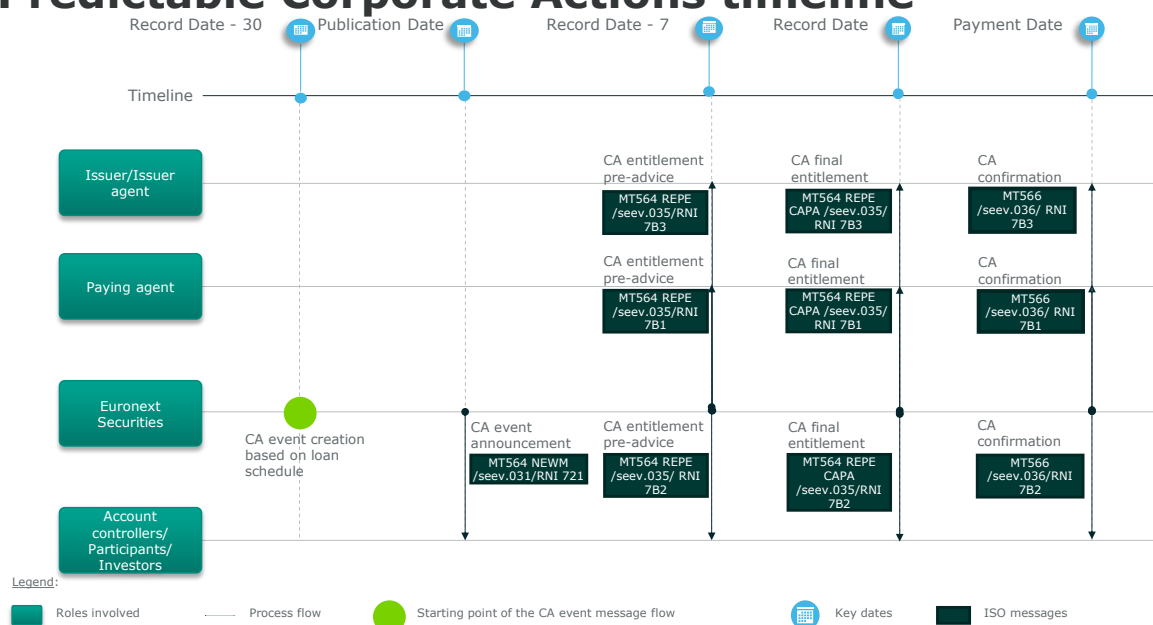 Predictable Corporate Actions timeline
Record Date - 30
Publication Date
Record Date - 7
Record Date
Payment Date
Timeline
Issuer/Issuer
agent
CA entitlement
pre-advice
MT564 REPE
/seev.035/RNI
7B3
CA final
entitlement
MT564 REPE
CAPA /seev.035/
RNI 7B3
CA
confirmation
MT566
/seev.036/ RNI
7B3
Paying agent
CA entitlement
pre-advice
MT564 REPE
/seev.035/RNI
7B1
CA final
entitlement
MT564 REPE
CAPA /seev.035/
RNI 7B1
CA
confirmation
MT566
/seev.036/ RNI
7B1
Euronext
Securities
CA event creation
based on loan
schedule
CA event
announcement
MT564 NEWM
/seev.031/RNI 721
CA entitlement
pre-advice
MT564 REPE
/seev.035/ RNI
7B2
CA final
entitlement
MT564 REPE
CAPA
/seev.035/RNI
7B2
CA
confirmation
MT566
/seev.036/RNI
7B2
Account
controllers/
Participants/
Investors
Legend:
Roles involved
Process flow
Starting point of the CA event message flow
Key dates
ISO messages